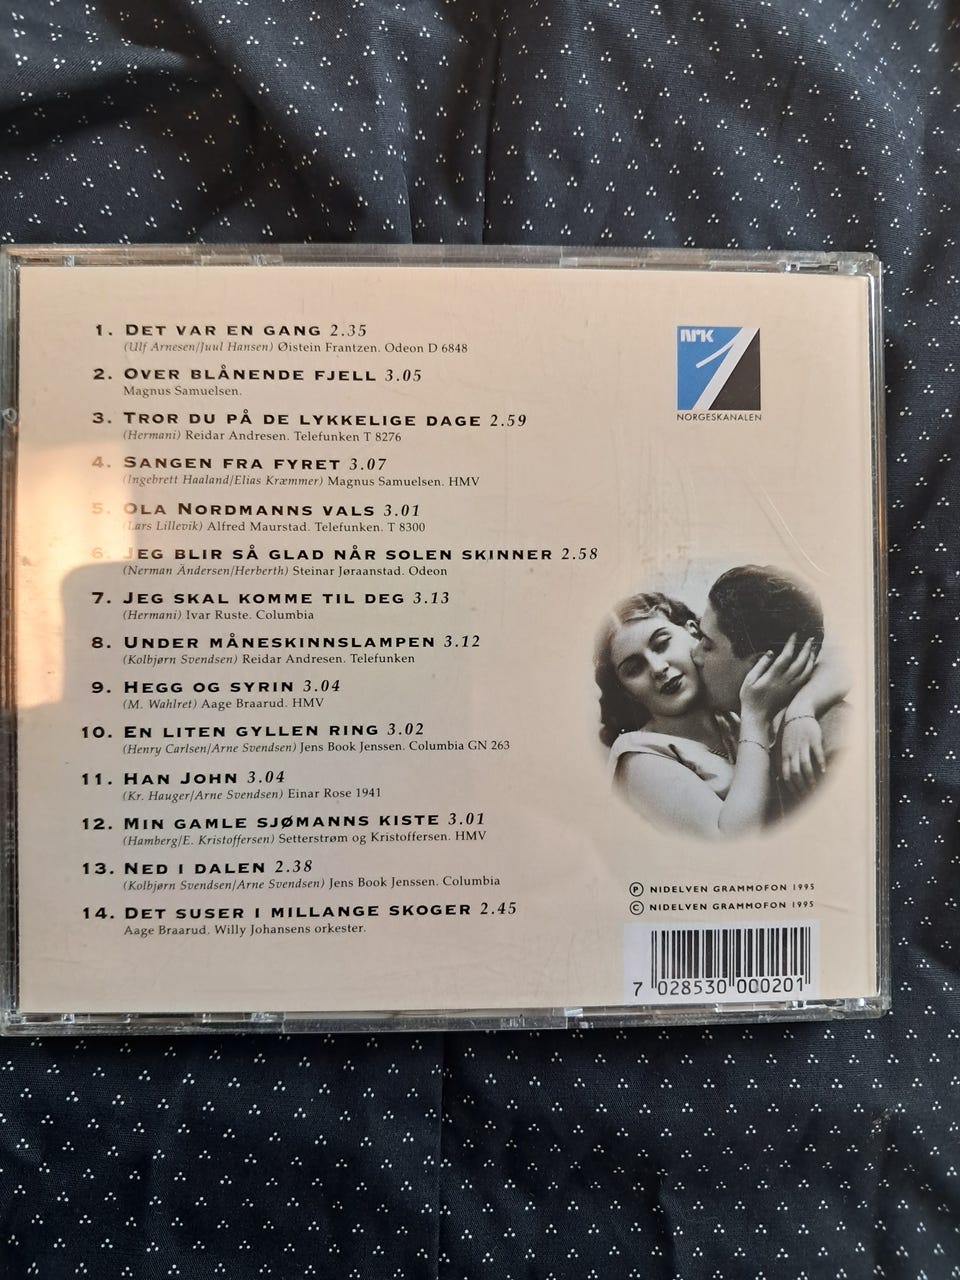 1. DET VAR EN GANG 2.35
(Ulf Arnesen/Juul Hansen) Øistein Frantzen. Odeon D 6848
2. OVER BLÅNENDE FJELL 3.05
Magnus Samuelsen.
3. TROR DU PÅ DE LYKKELIGE DAGE 2.59
(Hermani) Reidar Andresen. Telefunken T 8276
4. SANGEN FRA FYRET 3.07
(Ingebrett Haaland/Elias Kræmmer) Magnus Samuelsen. HMV
5. OLA NORDMANNS VALS 3.01
(Lars Lillevik) Alfred Maurstad. Telefunken. T 8300
6. JEG BLIR SÅ GLAD NÅR SOLEN SKINNER 2.58
(Nerman Ändersen/Herberth) Steinar Jøraanstad. Odeon
7. JEG SKAL KOMME TIL DEG 3.13
(Hermani) Ivar Ruste. Columbia
8. UNDER MÅNESKINNSLAMPEN 3.12
(Kolbjørn Svendsen) Reidar Andresen. Telefunken
9. HEGG OG SYRIN 3.04
(M. Wahlret) Aage Braarud. HMV
10. EN LITEN GYLLEN RING 3.02
(Henry Carlsen/Arne Svendsen) Jens Book Jenssen. Columbia GN 263
11. HAN JOHN 3.04
(Kr. Hauger/Arne Svendsen) Einar Rose 1941
12. MIN GAMLE SJØMANNS KISTE 3.01
(Hamberg/E. Kristoffersen) Setterstrøm og Kristoffersen. HMV
13. NED I DALEN 2.38
(Kolbjørn Svendsen/Arne Svendsen) Jens Book Jenssen. Columbia
14. DET SUSER I MILLANGE SKOGER 2.45
Aage Braarud. Willy Johansens orkester.
NRK 1
NORGESKANALEN
Ⓟ NIDELVEN GRAMMOFON 1995
© NIDELVEN GRAMMOFON 1995
7 028530 000201